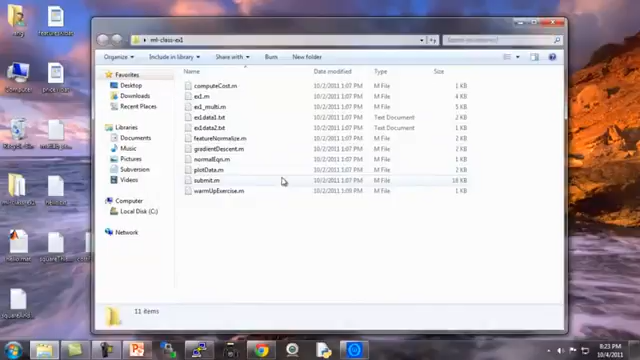 ml-class-ex1
Organize Include in library Share with Burn New folder
Name Date modified Type Size
Favorites
Desktop
Downloads
Recent Places
Libraries
Documents
Music
Pictures
Subversion
Videos
Computer
Local Disk (C:)
Network
computeCost.m 10/2/2011 1:07 PM M File 1 KB
ex1.m 10/2/2011 1:07 PM M File 4 KB
ex1_multi.m 10/2/2011 1:07 PM M File 5 KB
ex1data1.txt 10/2/2011 1:07 PM Text Document 2 KB
ex1data2.txt 10/2/2011 1:07 PM Text Document 1 KB
featureNormalize.m 10/2/2011 1:07 PM M File 2 KB
gradientDescent.m 10/2/2011 1:07 PM M File 1 KB
normalEqn.m 10/2/2011 1:07 PM M File 1 KB
plotData.m 10/2/2011 1:07 PM M File 1 KB
submit.m 10/2/2011 1:07 PM M File 18 KB
warmUpExercise.m 10/2/2011 1:09 PM M File 1 KB
11 items
Computer
Recycle Bin
8:23 PM
10/4/2011